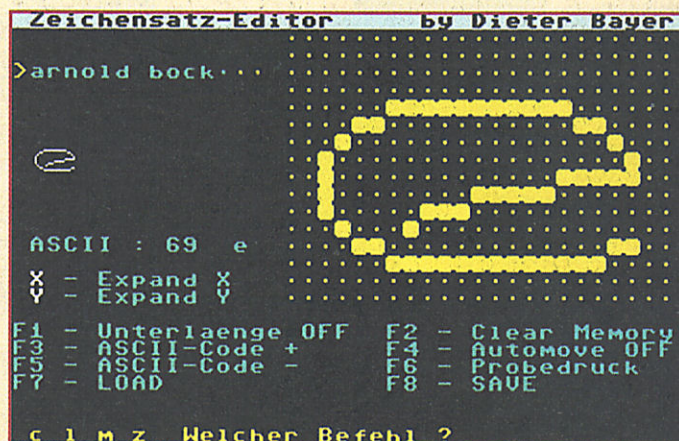 Zeichensatz-Editor by Dieter Bayer
>arnold bock···
ASCII : 69 e
X - Expand X
Y - Expand Y
F1 - Unterlaenge OFF F2 - Clear Memory
F3 - ASCII-Code + F4 - Automove OFF
F5 - ASCII-Code - F6 - Probedruck
F7 - LOAD F8 - SAVE
c l m z Welcher Befehl ?